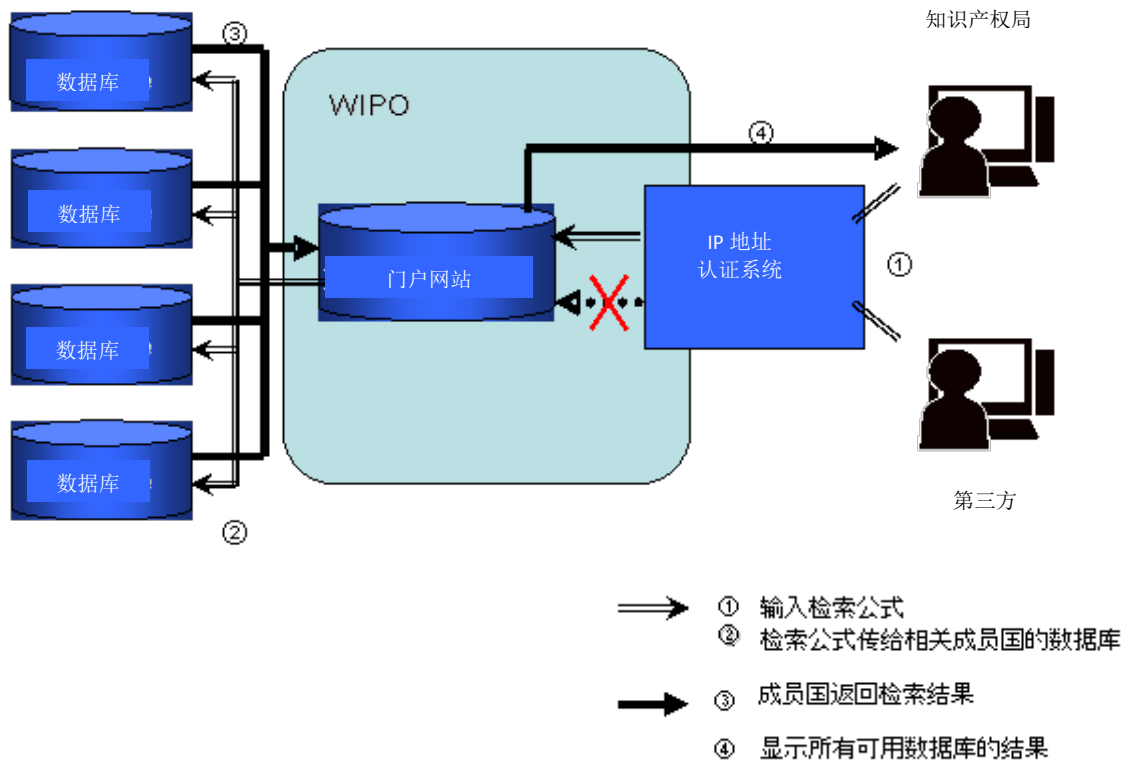 知识产权局
③
数据库
WIPO
④
数据库
IP 地址
认证系统
①
门户网站
数据库
数据库
第三方
②
① 输入检索公式
② 检索公式传给相关成员国的数据库
③ 成员国返回检索结果
④ 显示所有可用数据库的结果